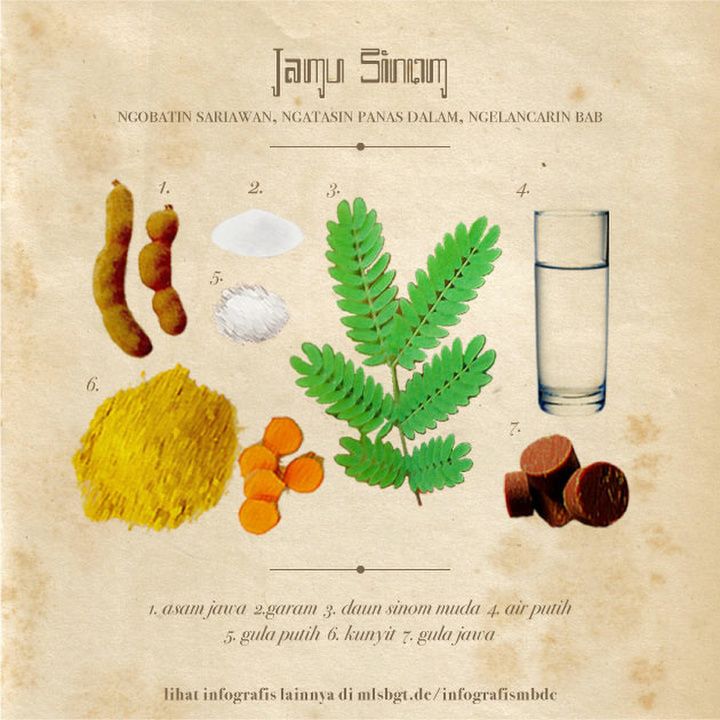 Jamu Sinom
NGOBATIN SARIAWAN, NGATASIN PANAS DALAM, NGELANCARIN BAB
1.
2.
3.
4.
5.
6.
7.
1. asam jawa 2.garam 3. daun sinom muda 4. air putih
5. gula putih 6. kunyit 7. gula jawa
lihat infografis lainnya di mlsbgt.de/infografismbdc